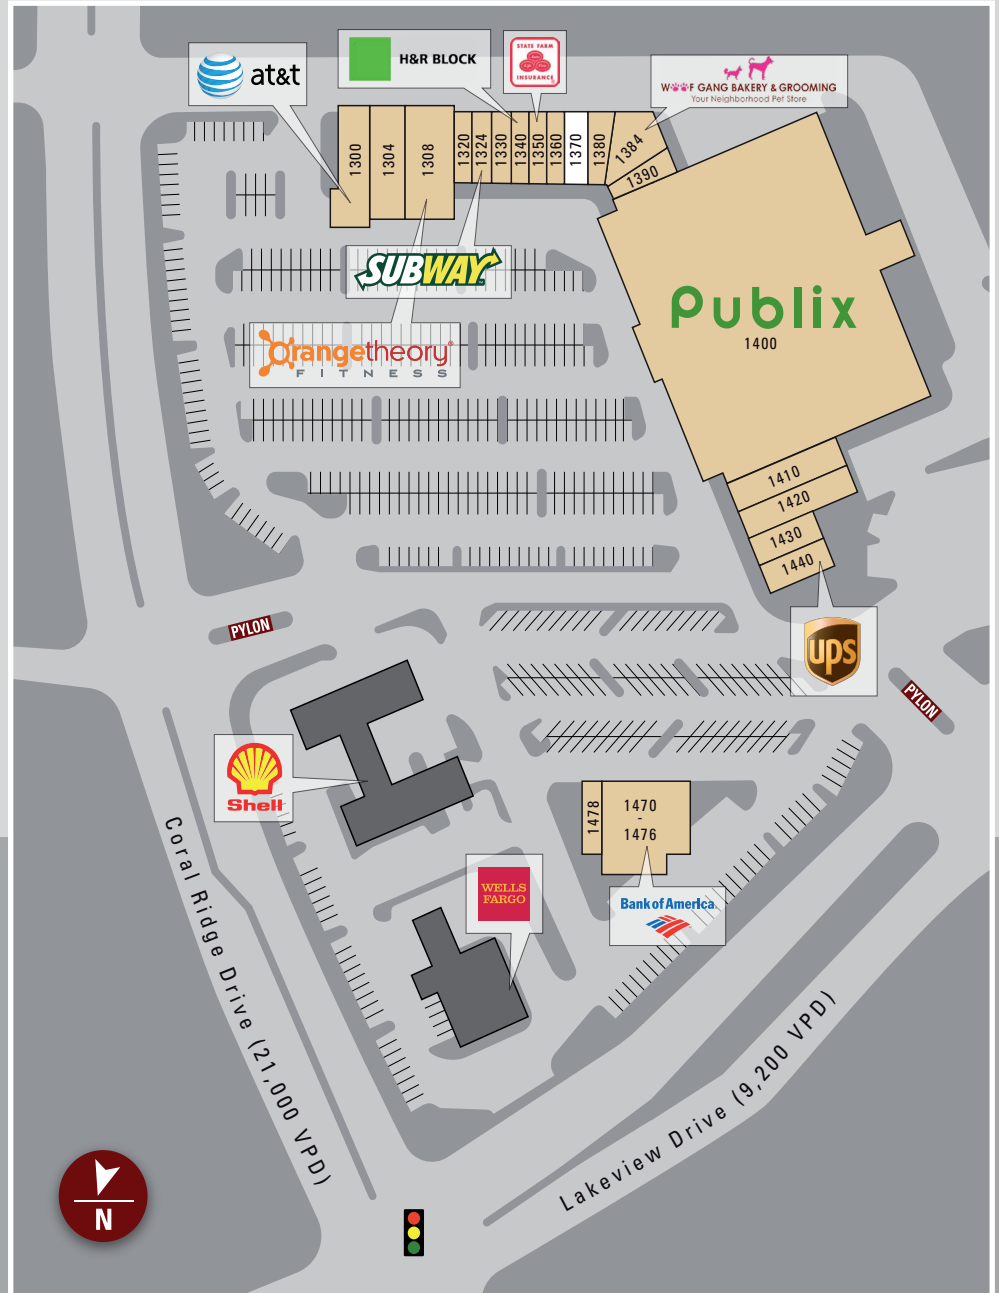 at&t
H&R BLOCK
STATE FARM
INSURANCE
WOOF GANG BAKERY & GROOMING
Your Neighborhood Pet Store
1300
1304
1308
1320
1324
1330
1340
1350
1360
1370
1380
1384
1390
SUBWAY
Orangetheory®
FITNESS
Publix
1400
1410
1420
1430
1440
ups
PYLON
PYLON
Shell
1478
1470
-
1476
WELLS
FARGO
Bank of America
Coral Ridge Drive (21,000 VPD)
Lakeview Drive (9,200 VPD)
N